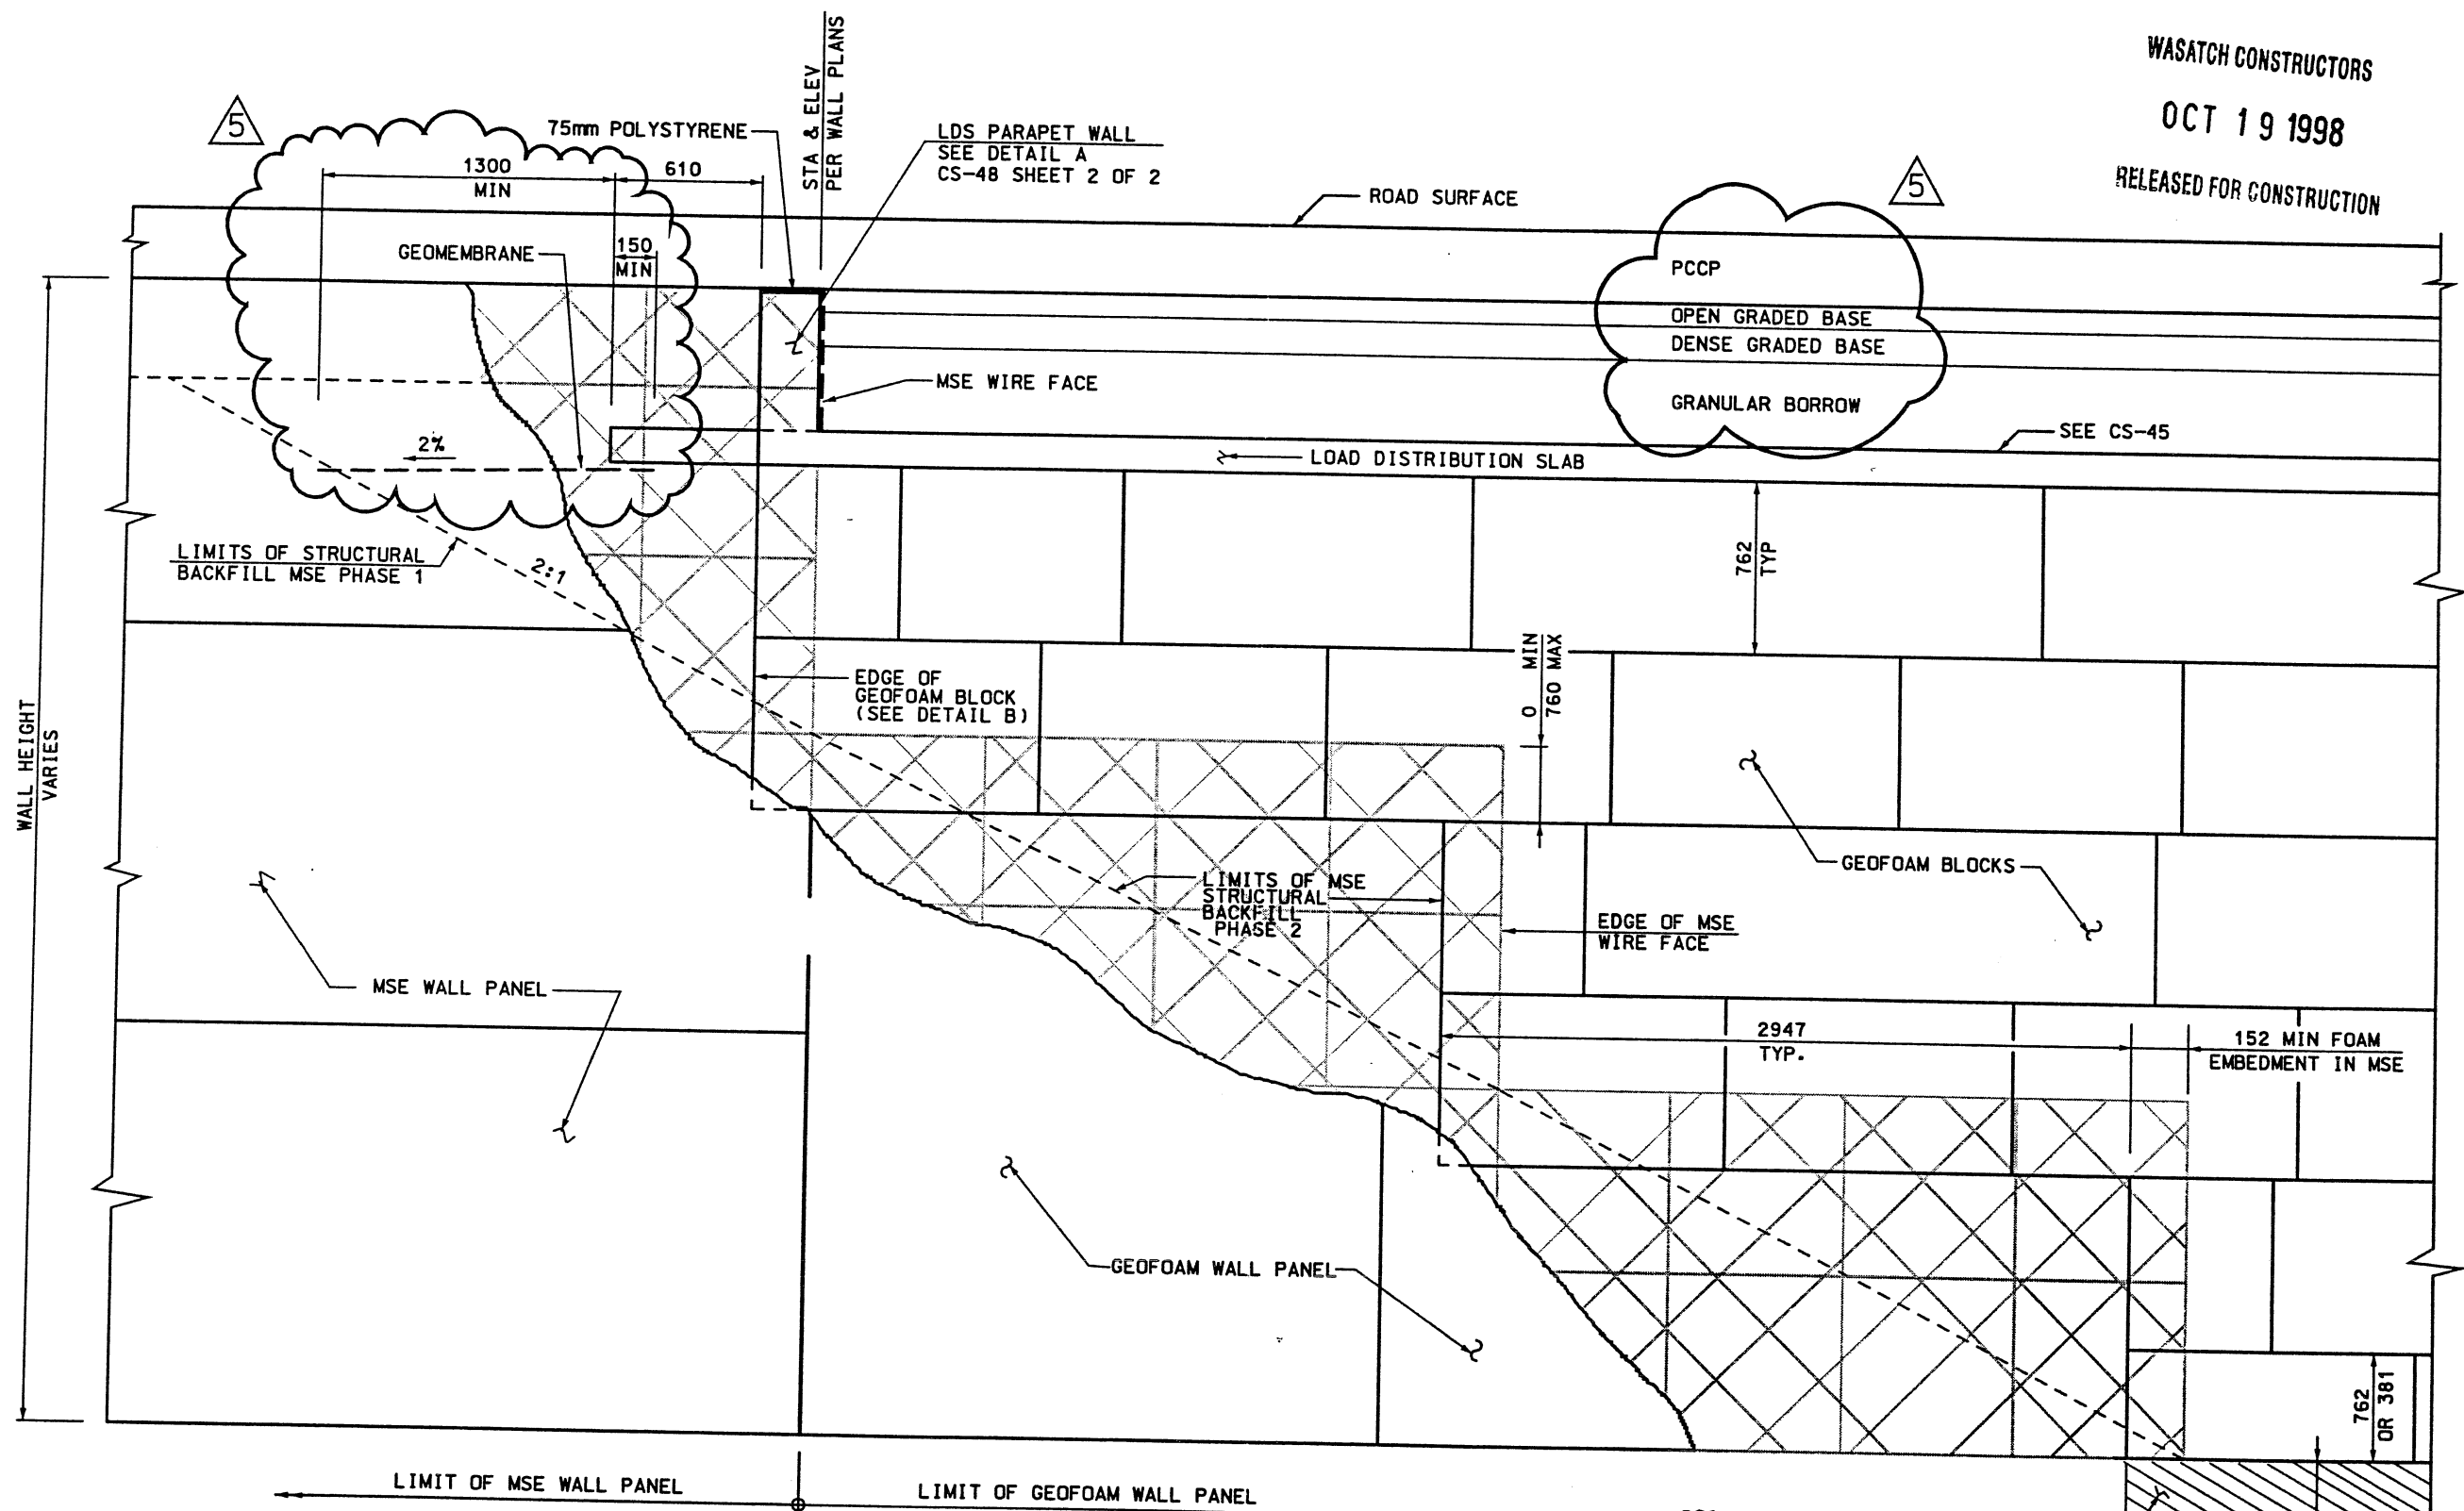 WASATCH CONSTRUCTORS
OCT 19 1998
RELEASED FOR CONSTRUCTION
STA & ELEV
PER WALL PLANS
5
75mm POLYSTYRENE
LDS PARAPET WALL
SEE DETAIL A
CS-48 SHEET 2 OF 2
1300
MIN
610
5
ROAD SURFACE
GEOMEMBRANE
150
MIN
PCCP
OPEN GRADED BASE
DENSE GRADED BASE
MSE WIRE FACE
GRANULAR BORROW
SEE CS-45
2%
LOAD DISTRIBUTION SLAB
LIMITS OF STRUCTURAL
BACKFILL MSE PHASE 1
2:1
762
TYP
0 MIN
760 MAX
EDGE OF
GEOFOAM BLOCK
(SEE DETAIL B)
WALL HEIGHT
VARIES
GEOFOAM BLOCKS
LIMITS OF MSE
STRUCTURAL
BACKFILL
PHASE 2
EDGE OF MSE
WIRE FACE
MSE WALL PANEL
2947
TYP.
152 MIN FOAM
EMBEDMENT IN MSE
GEOFOAM WALL PANEL
762
OR 381
LIMIT OF MSE WALL PANEL
LIMIT OF GEOFOAM WALL PANEL